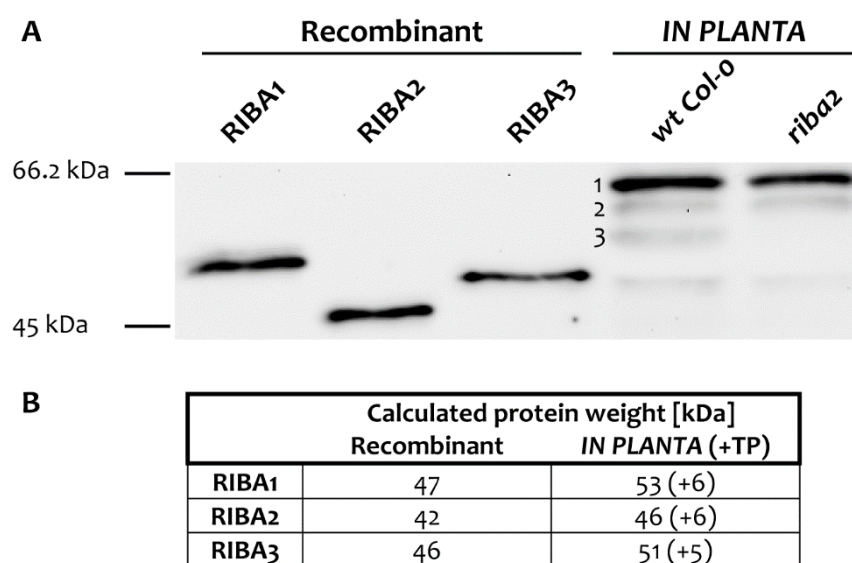 A
Recombinant
IN PLANTA
RIBA1
RIBA2
RIBA3
wt Col-0
riba2
66.2 kDa
1
2
3
45 kDa
B
Calculated protein weight [kDa]
Recombinant IN PLANTA (+TP)
RIBA1 47 53 (+6)
RIBA2 42 46 (+6)
RIBA3 46 51 (+5)